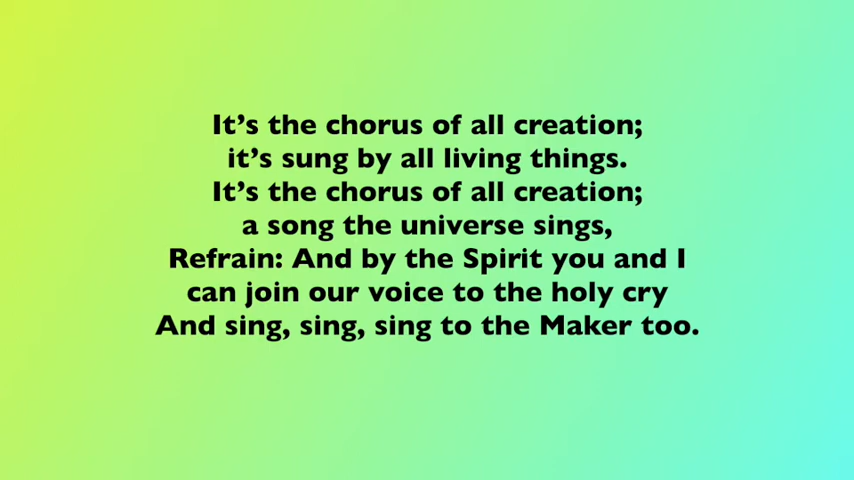 It’s the chorus of all creation;
it’s sung by all living things.
It’s the chorus of all creation;
a song the universe sings,
Refrain: And by the Spirit you and I
can join our voice to the holy cry
And sing, sing, sing to the Maker too.